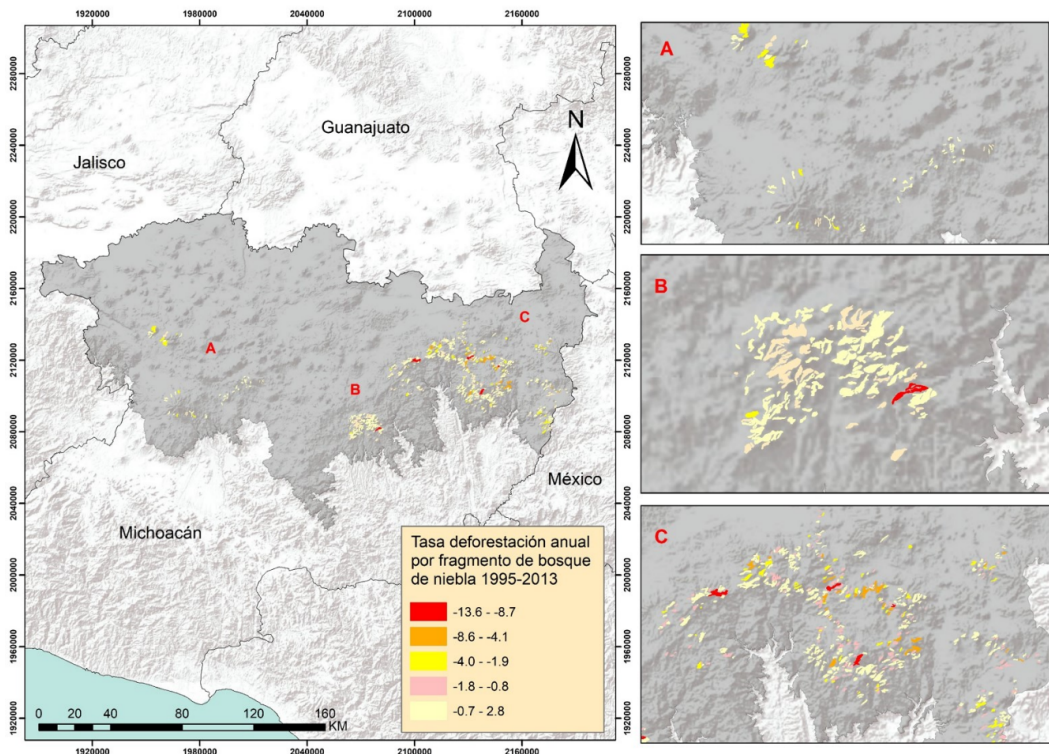 1920000 1980000 2040000 2100000 2160000
2280000
2240000
2200000
2160000
2120000
2080000
2040000
2000000
1960000
1920000
2280000
2240000
2200000
2160000
2120000
2080000
2040000
2000000
1960000
1920000
Guanajuato
N
Jalisco
A
B
C
México
Michoacán
Tasa deforestación anual
por fragmento de bosque
de niebla 1995-2013
-13.6 - -8.7
-8.6 - -4.1
-4.0 - -1.9
-1.8 - -0.8
-0.7 - 2.8
0 20 40 80 120 160
KM
1920000 1980000 2040000 2100000 2160000
A
B
C